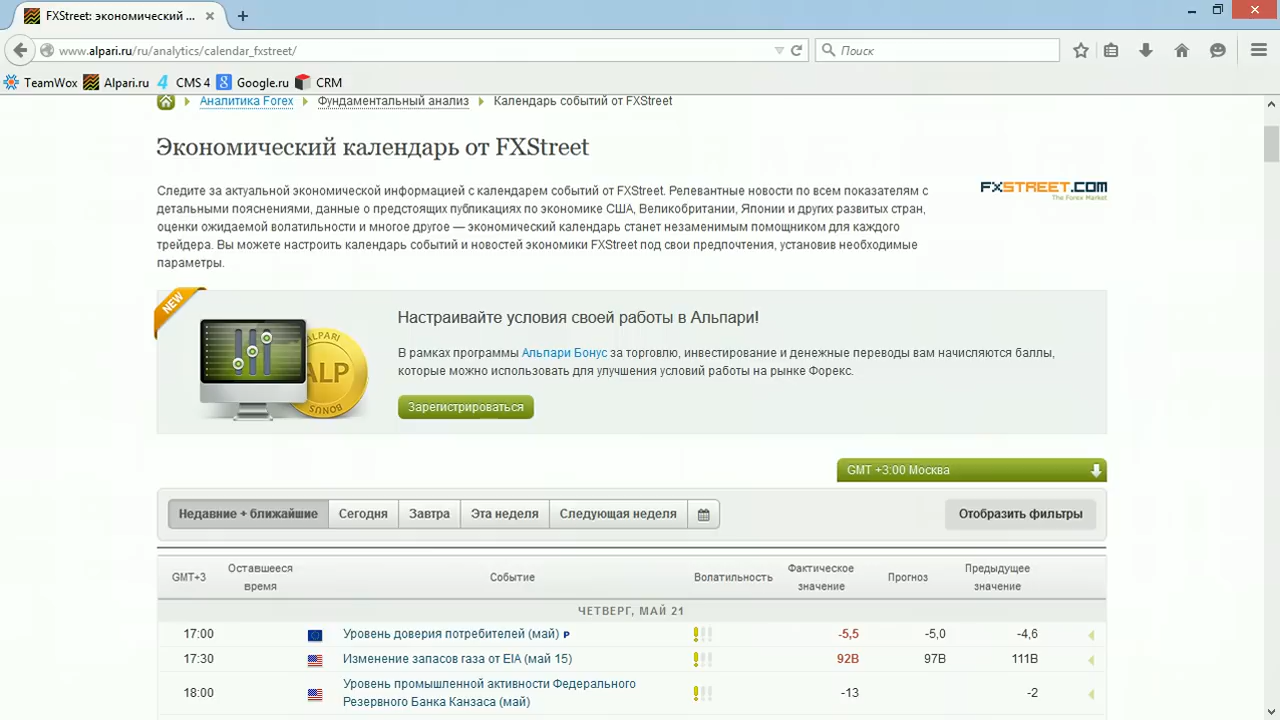 FXStreet: экономический ...
www.alpari.ru/ru/analytics/calendar_fxstreet/
Поиск
TeamWox Alpari.ru CMS 4 Google.ru CRM
Аналитика Forex Фундаментальный анализ Календарь событий от FXStreet
Экономический календарь от FXStreet
Следите за актуальной экономической информацией с календарем событий от FXStreet. Релевантные новости по всем показателям с
детальными пояснениями, данные о предстоящих публикациях по экономике США, Великобритании, Японии и других развитых стран,
оценки ожидаемой волатильности и многое другое — экономический календарь станет незаменимым помощником для каждого
трейдера. Вы можете настроить календарь событий и новостей экономики FXStreet под свои предпочтения, установив необходимые
параметры.
FXSTREET.COM
The Forex Market
NEW
ALPARI
ALP
BONUS
Настраивайте условия своей работы в Альпари!
В рамках программы Альпари Бонус за торговлю, инвестирование и денежные переводы вам начисляются баллы,
которые можно использовать для улучшения условий работы на рынке Форекс.
Зарегистрироваться
GMT +3:00 Москва
Недавние + ближайшие Сегодня Завтра Эта неделя Следующая неделя Отобразить фильтры
GMT+3 Оставшееся время Событие Волатильность Фактическое значение Прогноз Предыдущее значение
ЧЕТВЕРГ, МАЙ 21
17:00 Уровень доверия потребителей (май) P -5,5 -5,0 -4,6
17:30 Изменение запасов газа от EIA (май 15) 92B 97B 111B
18:00 Уровень промышленной активности Федерального -13 -2
Резервного Банка Канзаса (май)